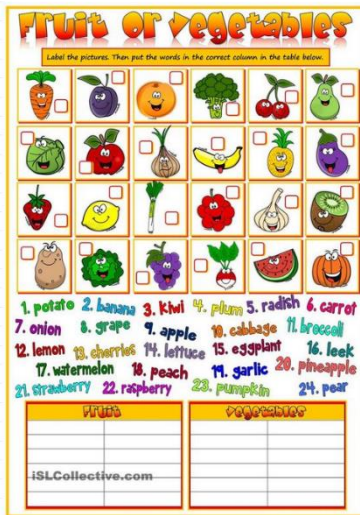 Fruit or Vegetables
Label the pictures. Then put the words in the correct column in the table below.
1. potato 2. banana 3. kiwi 4. plum 5. radish 6. carrot
7. onion 8. grape 9. apple 10. cabbage 11. broccoli
12. lemon 13. cherries 14. lettuce 15. eggplant 16. leek
17. watermelon 18. peach 19. garlic 20. pineapple
21. strawberry 22. raspberry 23. pumpkin 24. pear
Fruit Vegetables
iSLCollective.com